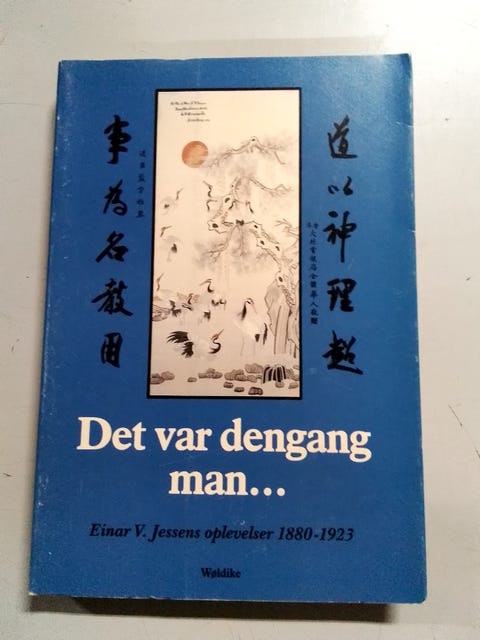 道以神理超
事為名教用
Det var dengang
man...
Einar V. Jessens oplevelser 1880-1923
Wøldike